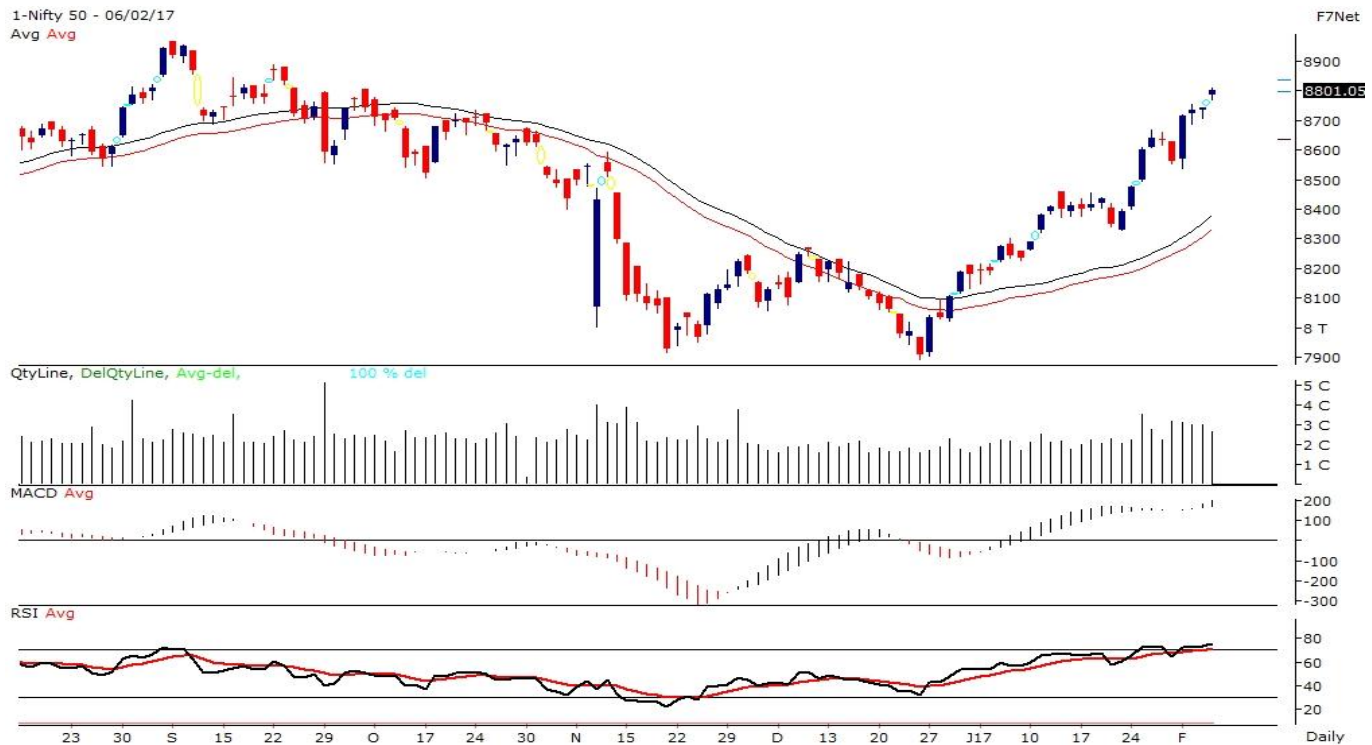 1-Nifty 50 - 06/02/17 F7Net
Avg Avg
8900
8801.05
8700
8600
8500
8400
8300
8200
8100
8 T
7900
QtyLine, DelQtyLine, Avg-del, 100 % del
5 C
4 C
3 C
2 C
1 C
MACD Avg
200
100
-100
-200
-300
RSI Avg
80
60
40
20
23 30 S 15 22 29 O 17 24 N 15 22 D 13 20 27 J17 10 17 24 F Daily